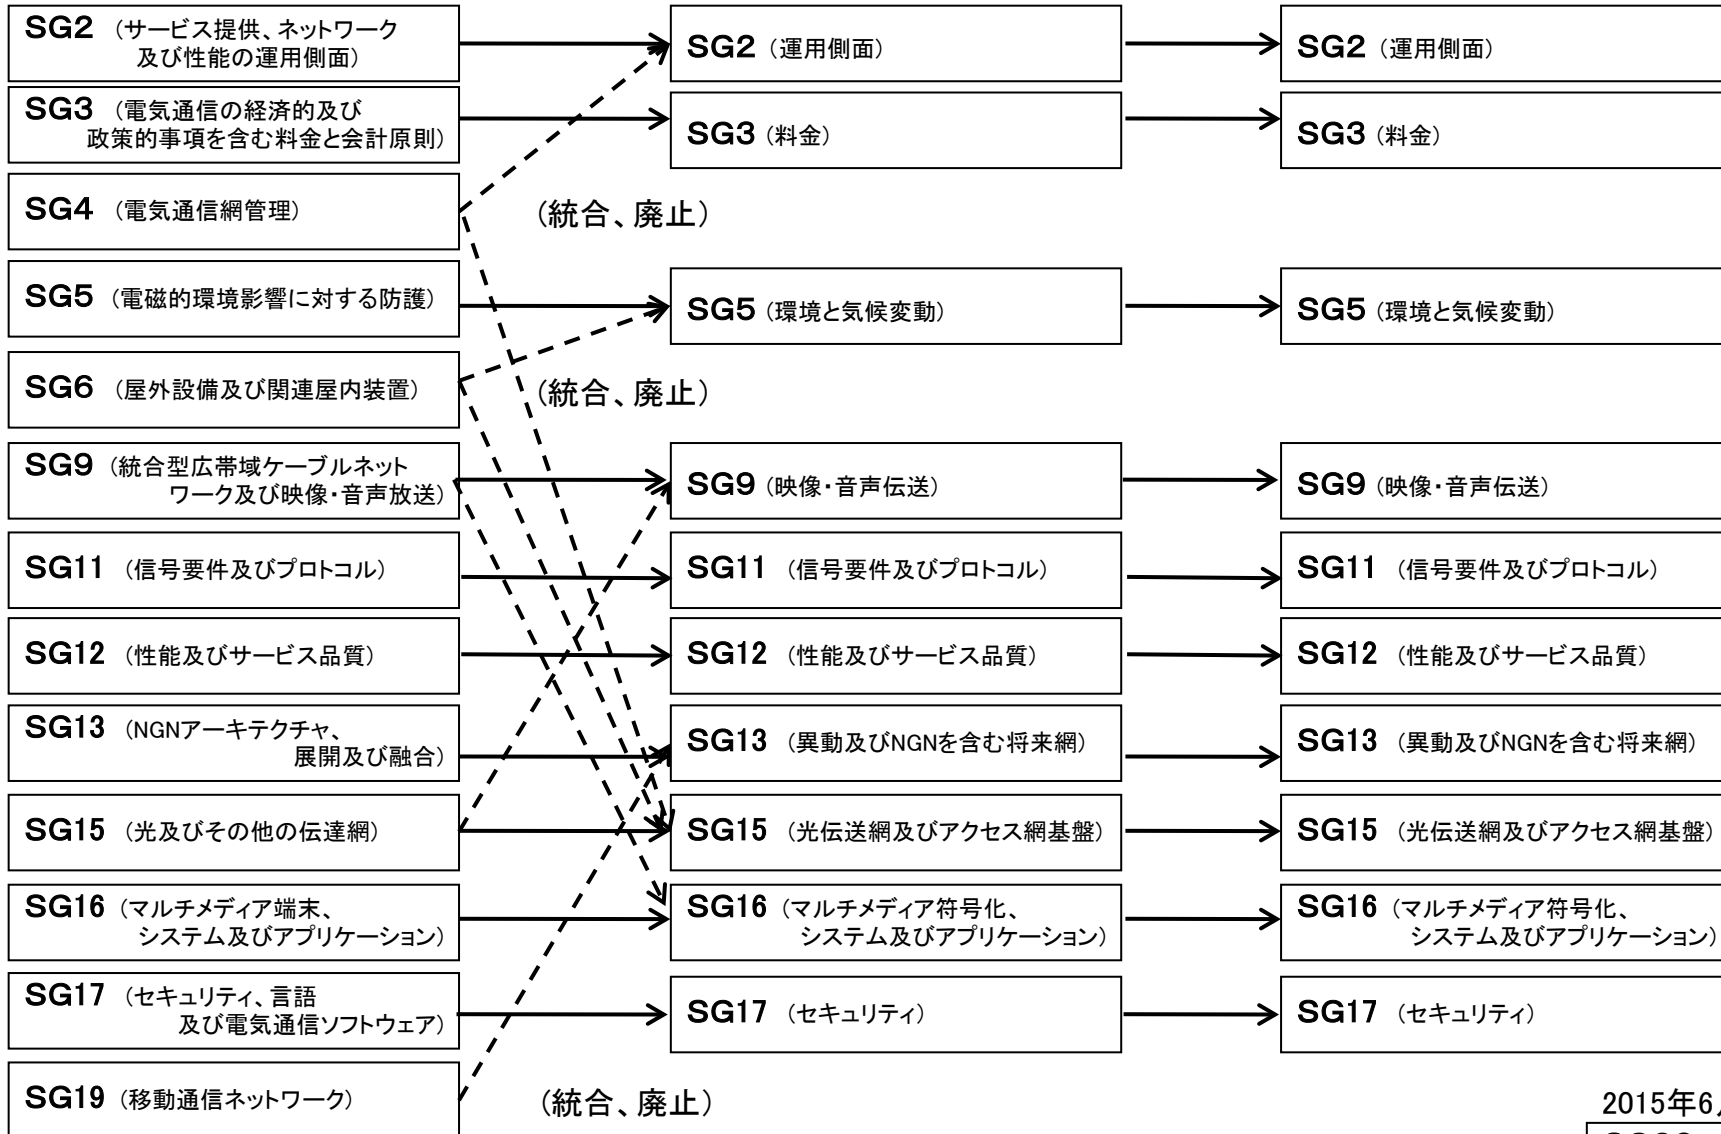 SG2 (サービス提供、ネットワーク
及び性能の運用側面)
SG3 (電気通信の経済的及び
政策的事項を含む料金と会計原則)
SG4 (電気通信網管理)
SG5 (電磁的環境影響に対する防護)
SG6 (屋外設備及び関連屋内装置)
SG9 (統合型広帯域ケーブルネット
ワーク及び映像・音声放送)
SG11 (信号要件及びプロトコル)
SG12 (性能及びサービス品質)
SG13 (NGNアーキテクチャ、
展開及び融合)
SG15 (光及びその他の伝達網)
SG16 (マルチメディア端末、
システム及びアプリケーション)
SG17 (セキュリティ、言語
及び電気通信ソフトウェア)
SG19 (移動通信ネットワーク)
SG2 (運用側面)
SG3 (料金)
(統合、廃止)
SG5 (環境と気候変動)
(統合、廃止)
SG9 (映像・音声伝送)
SG11 (信号要件及びプロトコル)
SG12 (性能及びサービス品質)
SG13 (異動及びNGNを含む将来網)
SG15 (光伝送網及びアクセス網基盤)
SG16 (マルチメディア符号化、
システム及びアプリケーション)
SG17 (セキュリティ)
(統合、廃止)
SG2 (運用側面)
SG3 (料金)
SG5 (環境と気候変動)
SG9 (映像・音声伝送)
SG11 (信号要件及びプロトコル)
SG12 (性能及びサービス品質)
SG13 (異動及びNGNを含む将来網)
SG15 (光伝送網及びアクセス網基盤)
SG16 (マルチメディア符号化、
システム及びアプリケーション)
SG17 (セキュリティ)
2015年6月